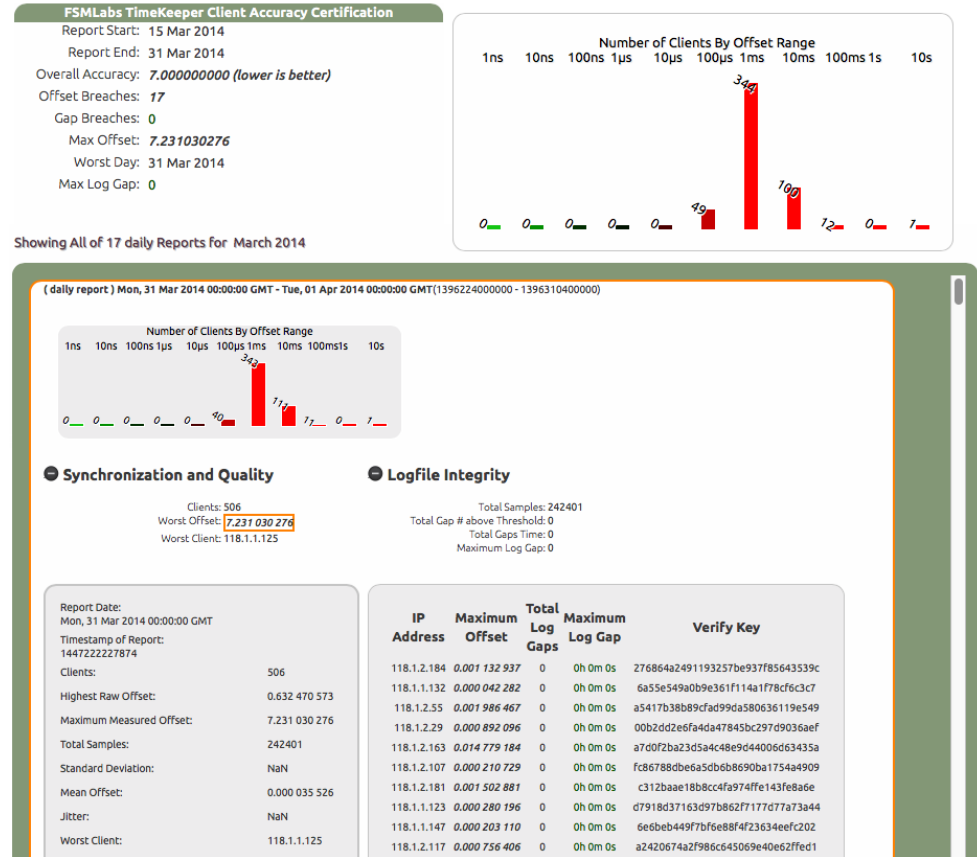 FSMLabs TimeKeeper Client Accuracy Certification
Report Start: 15 Mar 2014
Report End: 31 Mar 2014
Overall Accuracy: 7.000000000 (lower is better)
Offset Breaches: 17
Gap Breaches: 0
Max Offset: 7.231030276
Worst Day: 31 Mar 2014
Max Log Gap: 0
Number of Clients By Offset Range
1ns 10ns 100ns 1µs 10µs 100µs 1ms 10ms 100ms 1s 10s
0 0 0 0 0 49 344 100 12 0 1
Showing All of 17 daily Reports for March 2014
( daily report ) Mon, 31 Mar 2014 00:00:00 GMT - Tue, 01 Apr 2014 00:00:00 GMT(1396224000000 - 1396310400000)
Number of Clients By Offset Range
1ns 10ns 100ns 1µs 10µs 100µs 1ms 10ms 100ms1s 10s
0 0 0 0 0 40 343 111 11 0 1
Synchronization and Quality
Clients: 506
Worst Offset: 7.231 030 276
Worst Client: 118.1.1.125
Logfile Integrity
Total Samples: 242401
Total Gap # above Threshold: 0
Total Gaps Time: 0
Maximum Log Gap: 0
Report Date:
Mon, 31 Mar 2014 00:00:00 GMT
Timestamp of Report:
1447222227874
Clients: 506
Highest Raw Offset: 0.632 470 573
Maximum Measured Offset: 7.231 030 276
Total Samples: 242401
Standard Deviation: NaN
Mean Offset: 0.000 035 526
Jitter: NaN
Worst Client: 118.1.1.125
IP Address Maximum Offset Total Log Gaps Maximum Log Gap Verify Key
118.1.2.184 0.001 132 937 0 0h 0m 0s 276864a2491193257be937f85643539c
118.1.1.132 0.000 042 282 0 0h 0m 0s 6a55e549a0b9e361f114a1f78cf6c3c7
118.1.2.55 0.001 986 467 0 0h 0m 0s a5417b38b89cfad99da580636119e549
118.1.2.29 0.000 892 096 0 0h 0m 0s 00b2dd2e6fa4da47845bc297d9036aef
118.1.2.163 0.014 779 184 0 0h 0m 0s a7d0f2ba23d5a4c48e9d44006d63435a
118.1.2.107 0.000 210 729 0 0h 0m 0s fc86788dbe6a5db6b8690ba1754a4909
118.1.2.181 0.001 502 881 0 0h 0m 0s c312baae18b8cc4fa974ffe143fe8a6e
118.1.1.123 0.000 280 196 0 0h 0m 0s d7918d37163d97b862f7177d77a73a44
118.1.1.147 0.000 203 110 0 0h 0m 0s 6e6beb449f7bf6e88f4f23634eefc202
118.1.2.117 0.000 756 406 0 0h 0m 0s a2420674a2f986c645069e40e62ffed1